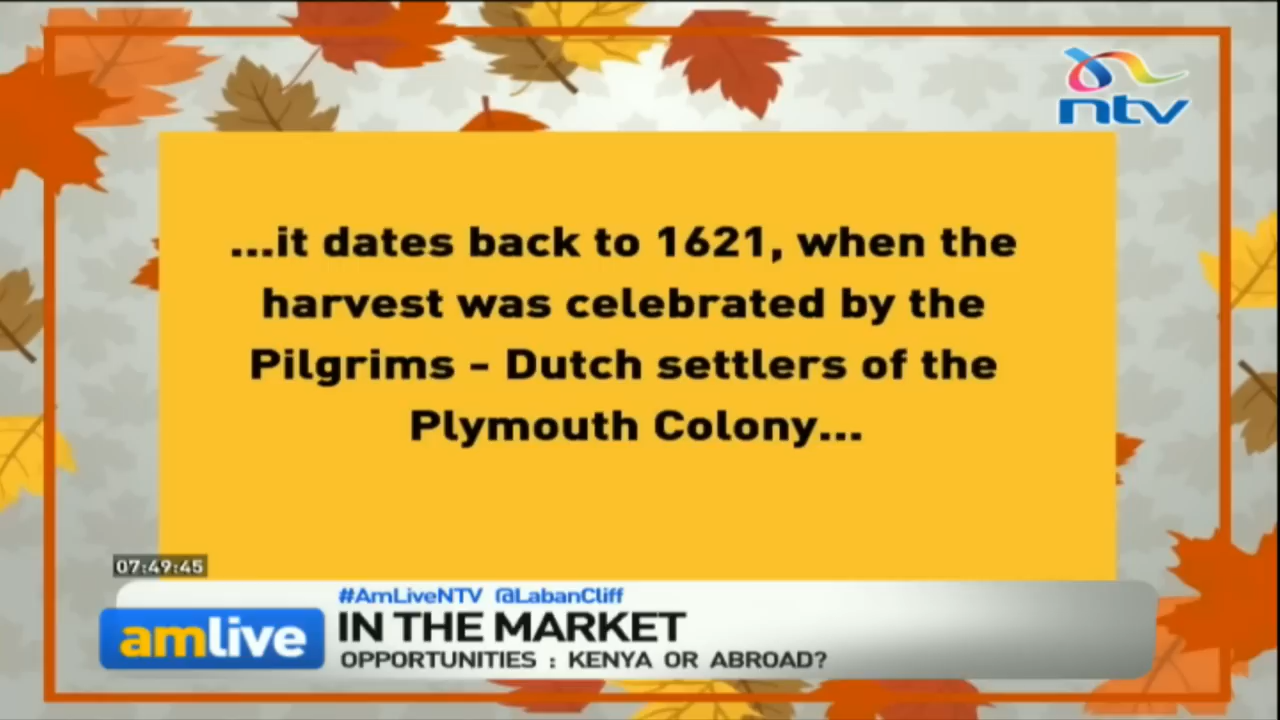 ntv
...it dates back to 1621, when the
harvest was celebrated by the
Pilgrims - Dutch settlers of the
Plymouth Colony...
07:49:45
#AmLiveNTV @LabanCliff
amlive
IN THE MARKET
OPPORTUNITIES : KENYA OR ABROAD?